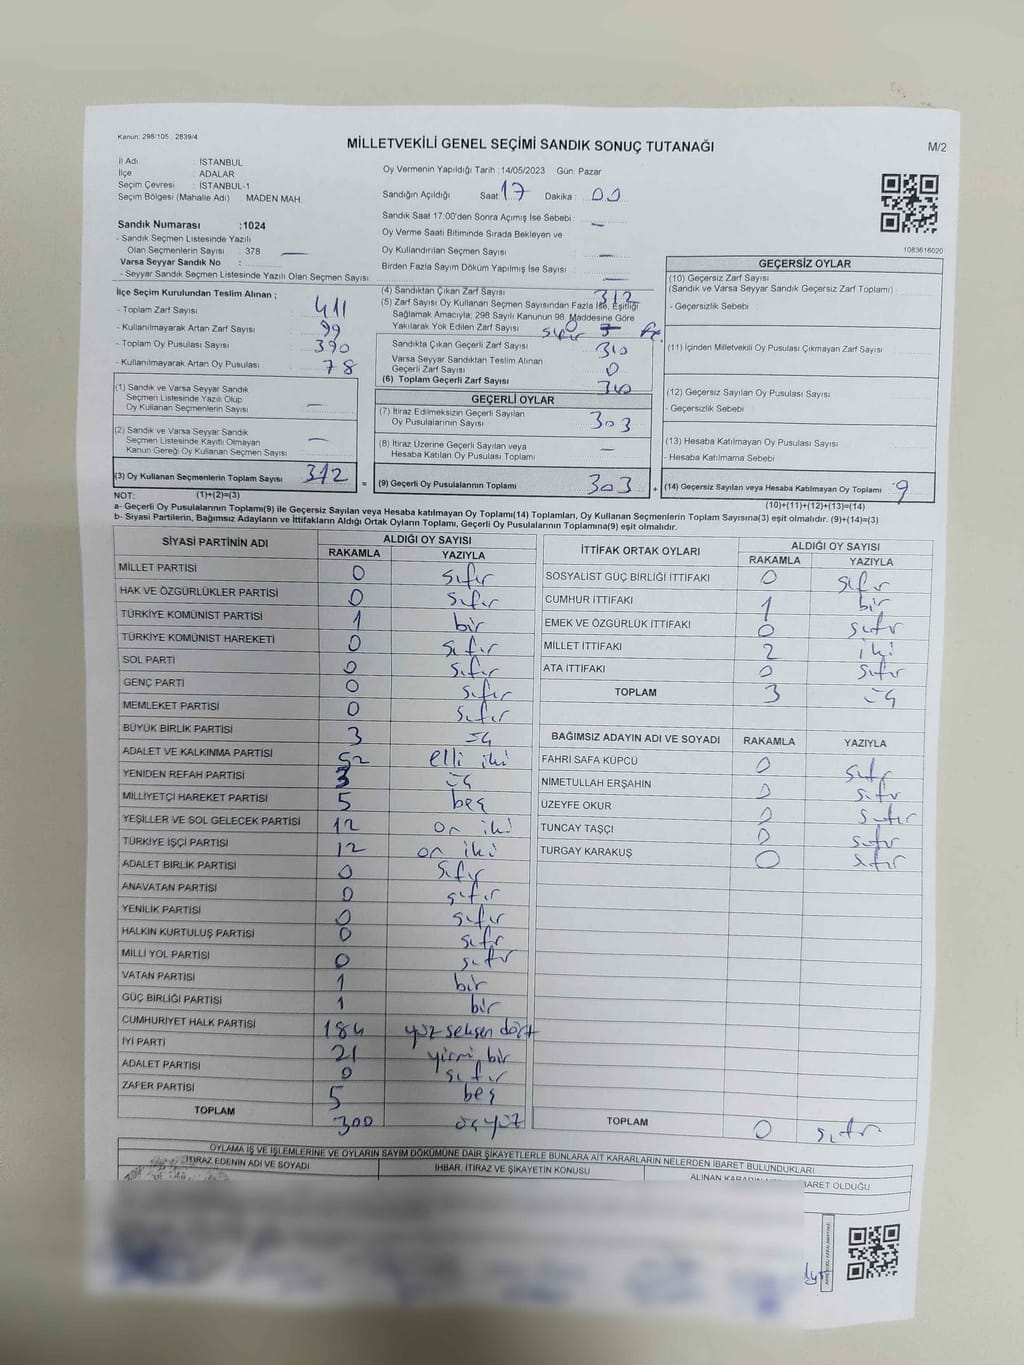 Kanun: 298/105 , 2839/4
MİLLETVEKİLİ GENEL SEÇİMİ SANDIK SONUÇ TUTANAĞI
M/2
İl Adı : İSTANBUL
İlçe : ADALAR
Seçim Çevresi : İSTANBUL-1
Seçim Bölgesi (Mahalle Adı) : MADEN MAH.
Sandık Numarası :1024
- Sandık Seçmen Listesinde Yazılı
Olan Seçmenlerin Sayısı : 378
Varsa Seyyar Sandık No :
- Seyyar Sandık Seçmen Listesinde Yazılı Olan Seçmen Sayısı
Oy Vermenin Yapıldığı Tarih : 14/05/2023 Gün: Pazar
Sandığın Açıldığı Saat : 17 Dakika : 00
Sandık Saat 17:00'den Sonra Açımış İse Sebebi :
Oy Verme Saati Bitiminde Sırada Bekleyen ve
Oy Kullandırılan Seçmen Sayısı :
Birden Fazla Sayım Döküm Yapılmış İse Sayısı :
1083616020
İlçe Seçim Kurulundan Teslim Alınan ;
- Toplam Zarf Sayısı : 411
- Kullanılmayarak Artan Zarf Sayısı : 99
- Toplam Oy Pusulası Sayısı : 390
- Kullanılmayarak Artan Oy Pusulası : 78
(1) Sandık ve Varsa Seyyar Sandık
Seçmen Listesinde Yazılı Olup
Oy Kullanan Seçmenlerin Sayısı
(2) Sandık ve Varsa Seyyar Sandık
Seçmen Listesinde Kayıtlı Olmayan
Kanun Gereği Oy Kullanan Seçmen Sayısı
(3) Oy Kullanan Seçmenlerin Toplam Sayısı 312
(4) Sandıktan Çıkan Zarf Sayısı : 312
(5) Zarf Sayısı Oy Kullanan Seçmen Sayısından Fazla İse, Eşitliği
Sağlamak Amacıyla; 298 Sayılı Kanunun 98. Maddesine Göre
Yakılarak Yok Edilen Zarf Sayısı : sıfır
Sandıkta Çıkan Geçerli Zarf Sayısı : 310
Varsa Seyyar Sandıktan Teslim Alınan
Geçerli Zarf Sayısı : 0
(6) Toplam Geçerli Zarf Sayısı : 310
GEÇERLİ OYLAR
(7) İtiraz Edilmeksizin Geçerli Sayılan
Oy Pusulalarının Sayısı : 303
(8) İtiraz Üzerine Geçerli Sayılan veya
Hesaba Katılan Oy Pusulası Toplamı
= (9) Geçerli Oy Pusulalarının Toplamı 303
GEÇERSİZ OYLAR
(10) Geçersiz Zarf Sayısı
(Sandık ve Varsa Seyyar Sandık Geçersiz Zarf Toplamı) :
- Geçersizlik Sebebi
(11) İçinden Milletvekili Oy Pusulası Çıkmayan Zarf Sayısı
(12) Geçersiz Sayılan Oy Pusulası Sayısı
- Geçersizlik Sebebi
(13) Hesaba Katılmayan Oy Pusulası Sayısı
- Hesaba Katılmama Sebebi
+ (14) Geçersiz Sayılan veya Hesaba Katılmayan Oy Toplamı 9
NOT: (1)+(2)=(3)
(10)+(11)+(12)+(13)=(14)
a- Geçerli Oy Pusulalarının Toplamı(9) ile Geçersiz Sayılan veya Hesaba katılmayan Oy Toplamı(14) Toplamları, Oy Kullanan Seçmenlerin Toplam Sayısına(3) eşit olmalıdır. (9)+(14)=(3)
b- Siyasi Partilerin, Bağımsız Adayların ve İttifakların Aldığı Ortak Oyların Toplamı, Geçerli Oy Pusulalarının Toplamına(9) eşit olmalıdır.
SİYASİ PARTİNİN ADI ALDIĞI OY SAYISI
RAKAMLA YAZIYLA
MİLLET PARTİSİ 0 sıfır
HAK VE ÖZGÜRLÜKLER PARTİSİ 0 sıfır
TÜRKİYE KOMÜNİST PARTİSİ 1 bir
TÜRKİYE KOMÜNİST HAREKETİ 0 sıfır
SOL PARTİ 0 sıfır
GENÇ PARTİ 0 sıfır
MEMLEKET PARTİSİ 0 sıfır
BÜYÜK BİRLİK PARTİSİ 3 üç
ADALET VE KALKINMA PARTİSİ 52 elli iki
YENİDEN REFAH PARTİSİ 3 üç
MİLLİYETÇİ HAREKET PARTİSİ 5 beş
YEŞİLLER VE SOL GELECEK PARTİSİ 12 on iki
TÜRKİYE İŞÇİ PARTİSİ 12 on iki
ADALET BİRLİK PARTİSİ 0 sıfır
ANAVATAN PARTİSİ 0 sıfır
YENİLİK PARTİSİ 0 sıfır
HALKIN KURTULUŞ PARTİSİ 0 sıfır
MİLLİ YOL PARTİSİ 0 sıfır
VATAN PARTİSİ 1 bir
GÜÇ BİRLİĞİ PARTİSİ 1 bir
CUMHURİYET HALK PARTİSİ 184 yüz seksen dört
İYİ PARTİ 21 yirmi bir
ADALET PARTİSİ 0 sıfır
ZAFER PARTİSİ 5 beş
TOPLAM 300 üç yüz
İTTİFAK ORTAK OYLARI ALDIĞI OY SAYISI
RAKAMLA YAZIYLA
SOSYALİST GÜÇ BİRLİĞİ İTTİFAKI 0 sıfır
CUMHUR İTTİFAKI 1 bir
EMEK VE ÖZGÜRLÜK İTTİFAKI 0 sıfır
MİLLET İTTİFAKI 2 iki
ATA İTTİFAKI 0 sıfır
TOPLAM 3 üç
BAĞIMSIZ ADAYIN ADI VE SOYADI RAKAMLA YAZIYLA
FAHRİ SAFA KÜPCÜ 0 sıfır
NİMETULLAH ERŞAHİN 0 sıfır
ÜZEYFE OKUR 0 sıfır
TUNCAY TAŞÇI 0 sıfır
TURGAY KARAKUŞ 0 sıfır
TOPLAM 0 sıfır
OYLAMA İŞ VE İŞLEMLERİNE VE OYLARIN SAYIM DÖKÜMÜNE DAİR ŞİKAYETLERLE BUNLARA AİT KARARLARIN NELERDEN İBARET BULUNDUKLARI
İTİRAZ EDENİN ADI VE SOYADI
İHBAR, İTİRAZ VE ŞİKAYETİN KONUSU
BARET OLDUĞU